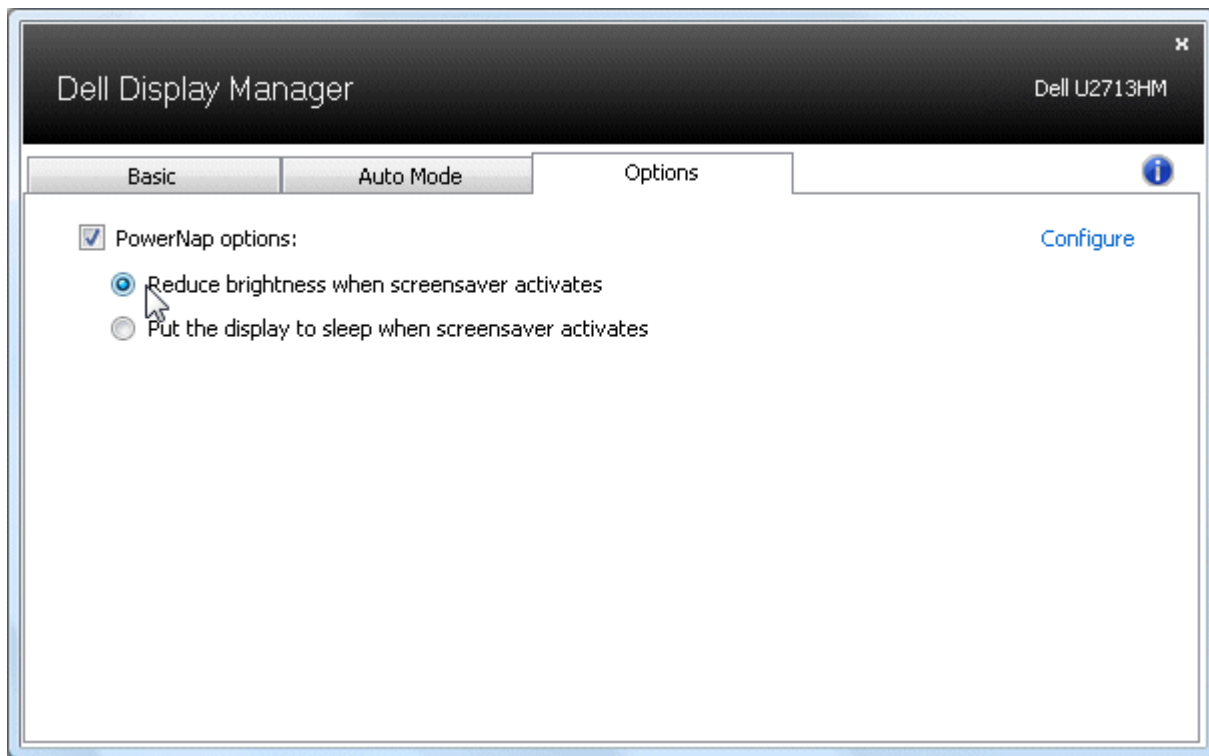 Dell Display Manager
Dell U2713HM
Basic
Auto Mode
Options
PowerNap options:
Configure
Reduce brightness when screensaver activates
Put the display to sleep when screensaver activates